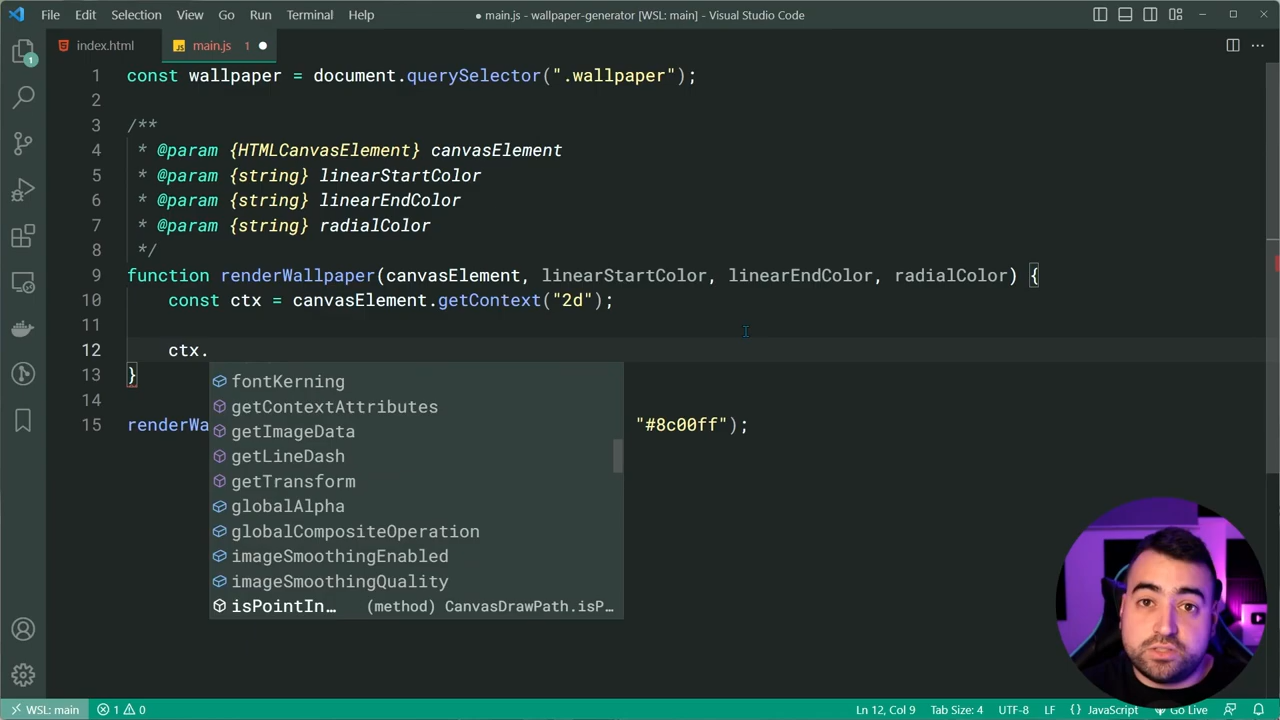 File Edit Selection View Go Run Terminal Help ● main.js - wallpaper-generator [WSL: main] - Visual Studio Code
index.html main.js 1
1 const wallpaper = document.querySelector(".wallpaper");
2
3 /**
4 * @param {HTMLCanvasElement} canvasElement
5 * @param {string} linearStartColor
6 * @param {string} linearEndColor
7 * @param {string} radialColor
8 */
9 function renderWallpaper(canvasElement, linearStartColor, linearEndColor, radialColor) {
10 const ctx = canvasElement.getContext("2d");
11
12 ctx.
13 }
fontKerning
14
getContextAttributes
15 renderWa "#8c00ff");
getImageData
getLineDash
getTransform
globalAlpha
globalCompositeOperation
imageSmoothingEnabled
imageSmoothingQuality
isPointIn… (method) CanvasDrawPath.isP…
1
WSL: main 1 0 Ln 12, Col 9 Tab Size: 4 UTF-8 LF {} JavaScript Go Live